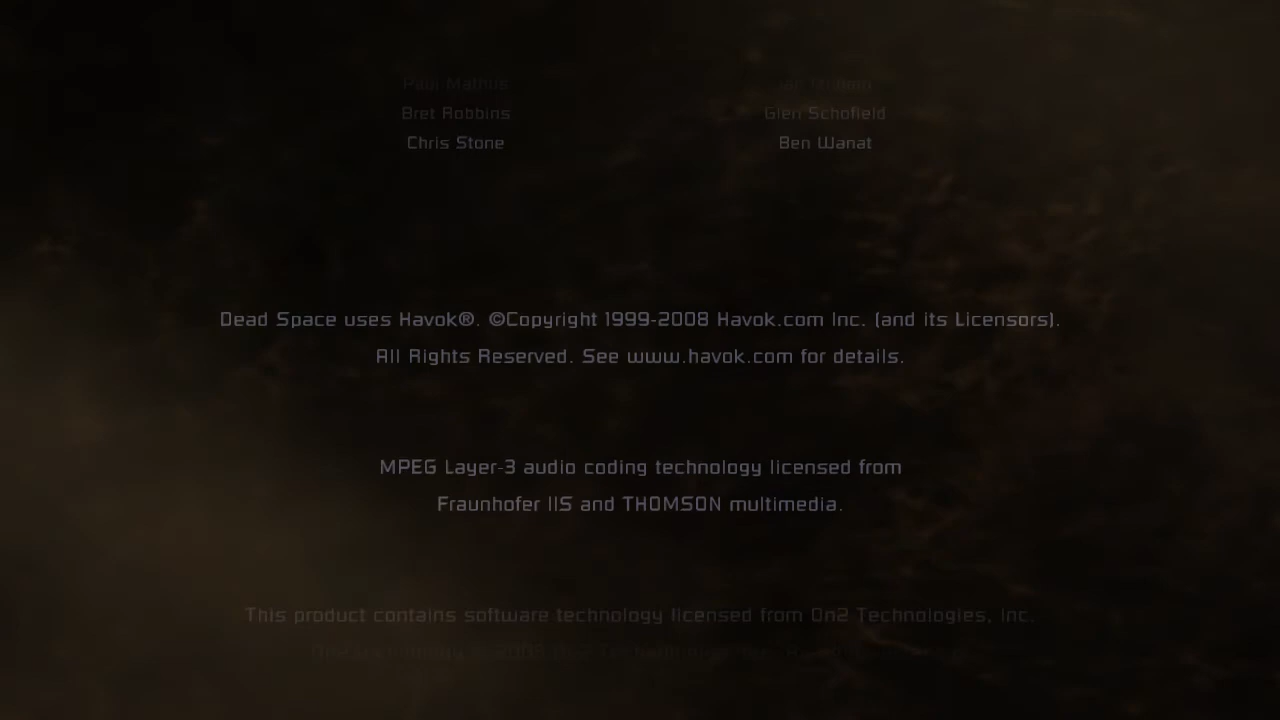 Paul Mathus
Bret Robbins Glen Schofield
Chris Stone Ben Wanat
Dead Space uses Havok®. ©Copyright 1999-2008 Havok.com Inc. (and its Licensors).
All Rights Reserved. See www.havok.com for details.
MPEG Layer-3 audio coding technology licensed from
Fraunhofer IIS and THOMSON multimedia.
This product contains software technology licensed from On2 Technologies, Inc.